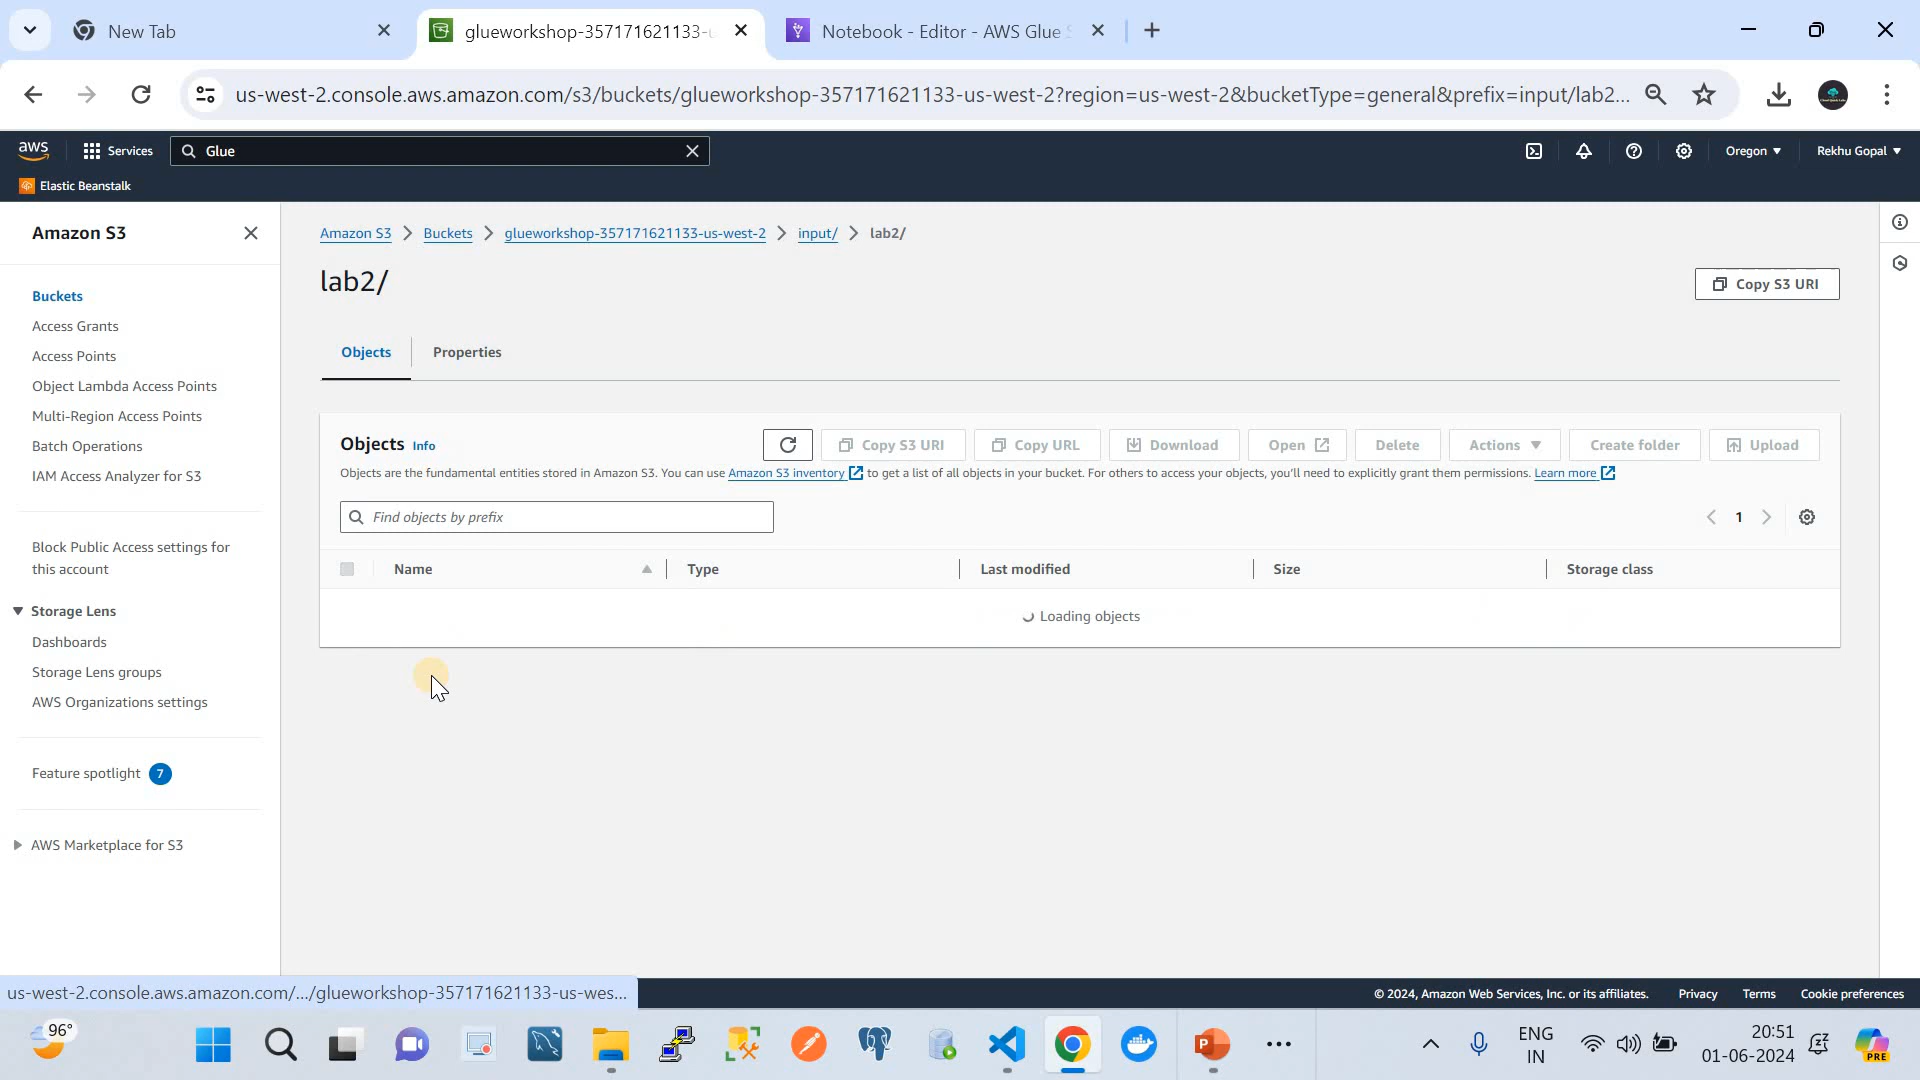 New Tab
glueworkshop-357171621133-u
Notebook - Editor - AWS Glue S
us-west-2.console.aws.amazon.com/s3/buckets/glueworkshop-357171621133-us-west-2?region=us-west-2&bucketType=general&prefix=input/lab2...
aws
Services
Glue
Oregon
Rekhu Gopal
Elastic Beanstalk
Amazon S3
Buckets
Access Grants
Access Points
Object Lambda Access Points
Multi-Region Access Points
Batch Operations
IAM Access Analyzer for S3
Block Public Access settings for
this account
Storage Lens
Dashboards
Storage Lens groups
AWS Organizations settings
Feature spotlight 7
AWS Marketplace for S3
Amazon S3 > Buckets > glueworkshop-357171621133-us-west-2 > input/ > lab2/
lab2/
Copy S3 URI
Objects
Properties
Objects Info
Copy S3 URI
Copy URL
Download
Open
Delete
Actions
Create folder
Upload
Objects are the fundamental entities stored in Amazon S3. You can use Amazon S3 inventory to get a list of all objects in your bucket. For others to access your objects, you'll need to explicitly grant them permissions. Learn more
Find objects by prefix
1
Name
Type
Last modified
Size
Storage class
Loading objects
us-west-2.console.aws.amazon.com/.../glueworkshop-357171621133-us-wes...
© 2024, Amazon Web Services, Inc. or its affiliates.
Privacy
Terms
Cookie preferences
96°
ENG
IN
20:51
01-06-2024
PRE